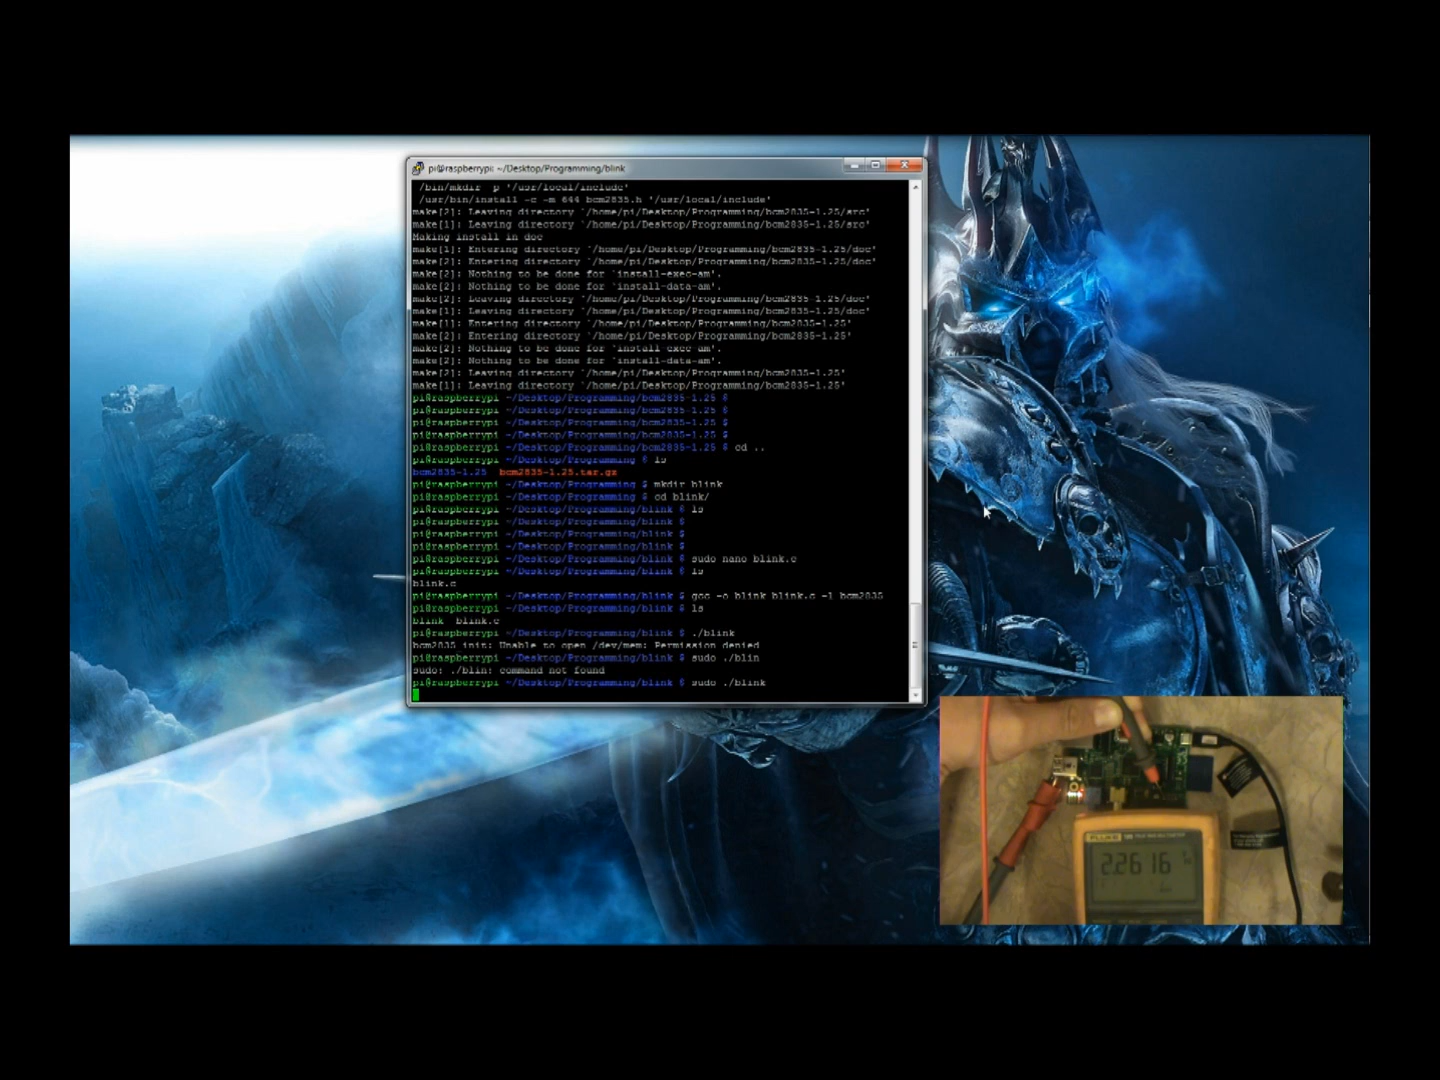 pi@raspberrypi: ~/Desktop/Programming/blink
/bin/mkdir -p '/usr/local/include'
/usr/bin/install -c -m 644 bcm2835.h '/usr/local/include'
make[2]: Leaving directory `/home/pi/Desktop/Programming/bcm2835-1.25/src'
make[1]: Leaving directory `/home/pi/Desktop/Programming/bcm2835-1.25/src'
Making install in doc
make[1]: Entering directory `/home/pi/Desktop/Programming/bcm2835-1.25/doc'
make[2]: Entering directory `/home/pi/Desktop/Programming/bcm2835-1.25/doc'
make[2]: Nothing to be done for `install-exec-am'.
make[2]: Nothing to be done for `install-data-am'.
make[2]: Leaving directory `/home/pi/Desktop/Programming/bcm2835-1.25/doc'
make[1]: Leaving directory `/home/pi/Desktop/Programming/bcm2835-1.25/doc'
make[1]: Entering directory `/home/pi/Desktop/Programming/bcm2835-1.25'
make[2]: Entering directory `/home/pi/Desktop/Programming/bcm2835-1.25'
make[2]: Nothing to be done for `install-exec-am'.
make[2]: Nothing to be done for `install-data-am'.
make[2]: Leaving directory `/home/pi/Desktop/Programming/bcm2835-1.25'
make[1]: Leaving directory `/home/pi/Desktop/Programming/bcm2835-1.25'
pi@raspberrypi ~/Desktop/Programming/bcm2835-1.25 $
pi@raspberrypi ~/Desktop/Programming/bcm2835-1.25 $
pi@raspberrypi ~/Desktop/Programming/bcm2835-1.25 $
pi@raspberrypi ~/Desktop/Programming/bcm2835-1.25 $
pi@raspberrypi ~/Desktop/Programming/bcm2835-1.25 $ cd ..
pi@raspberrypi ~/Desktop/Programming $ ls
bcm2835-1.25 bcm2835-1.25.tar.gz
pi@raspberrypi ~/Desktop/Programming $ mkdir blink
pi@raspberrypi ~/Desktop/Programming $ cd blink/
pi@raspberrypi ~/Desktop/Programming/blink $ ls
pi@raspberrypi ~/Desktop/Programming/blink $
pi@raspberrypi ~/Desktop/Programming/blink $
pi@raspberrypi ~/Desktop/Programming/blink $
pi@raspberrypi ~/Desktop/Programming/blink $ sudo nano blink.c
pi@raspberrypi ~/Desktop/Programming/blink $ ls
blink.c
pi@raspberrypi ~/Desktop/Programming/blink $ gcc -o blink blink.c -l bcm2835
pi@raspberrypi ~/Desktop/Programming/blink $ ls
blink blink.c
pi@raspberrypi ~/Desktop/Programming/blink $ ./blink
bcm2835_init: Unable to open /dev/mem: Permission denied
pi@raspberrypi ~/Desktop/Programming/blink $ sudo ./blin
sudo: ./blin: command not found
pi@raspberrypi ~/Desktop/Programming/blink $ sudo ./blink
FLUKE
2.2616